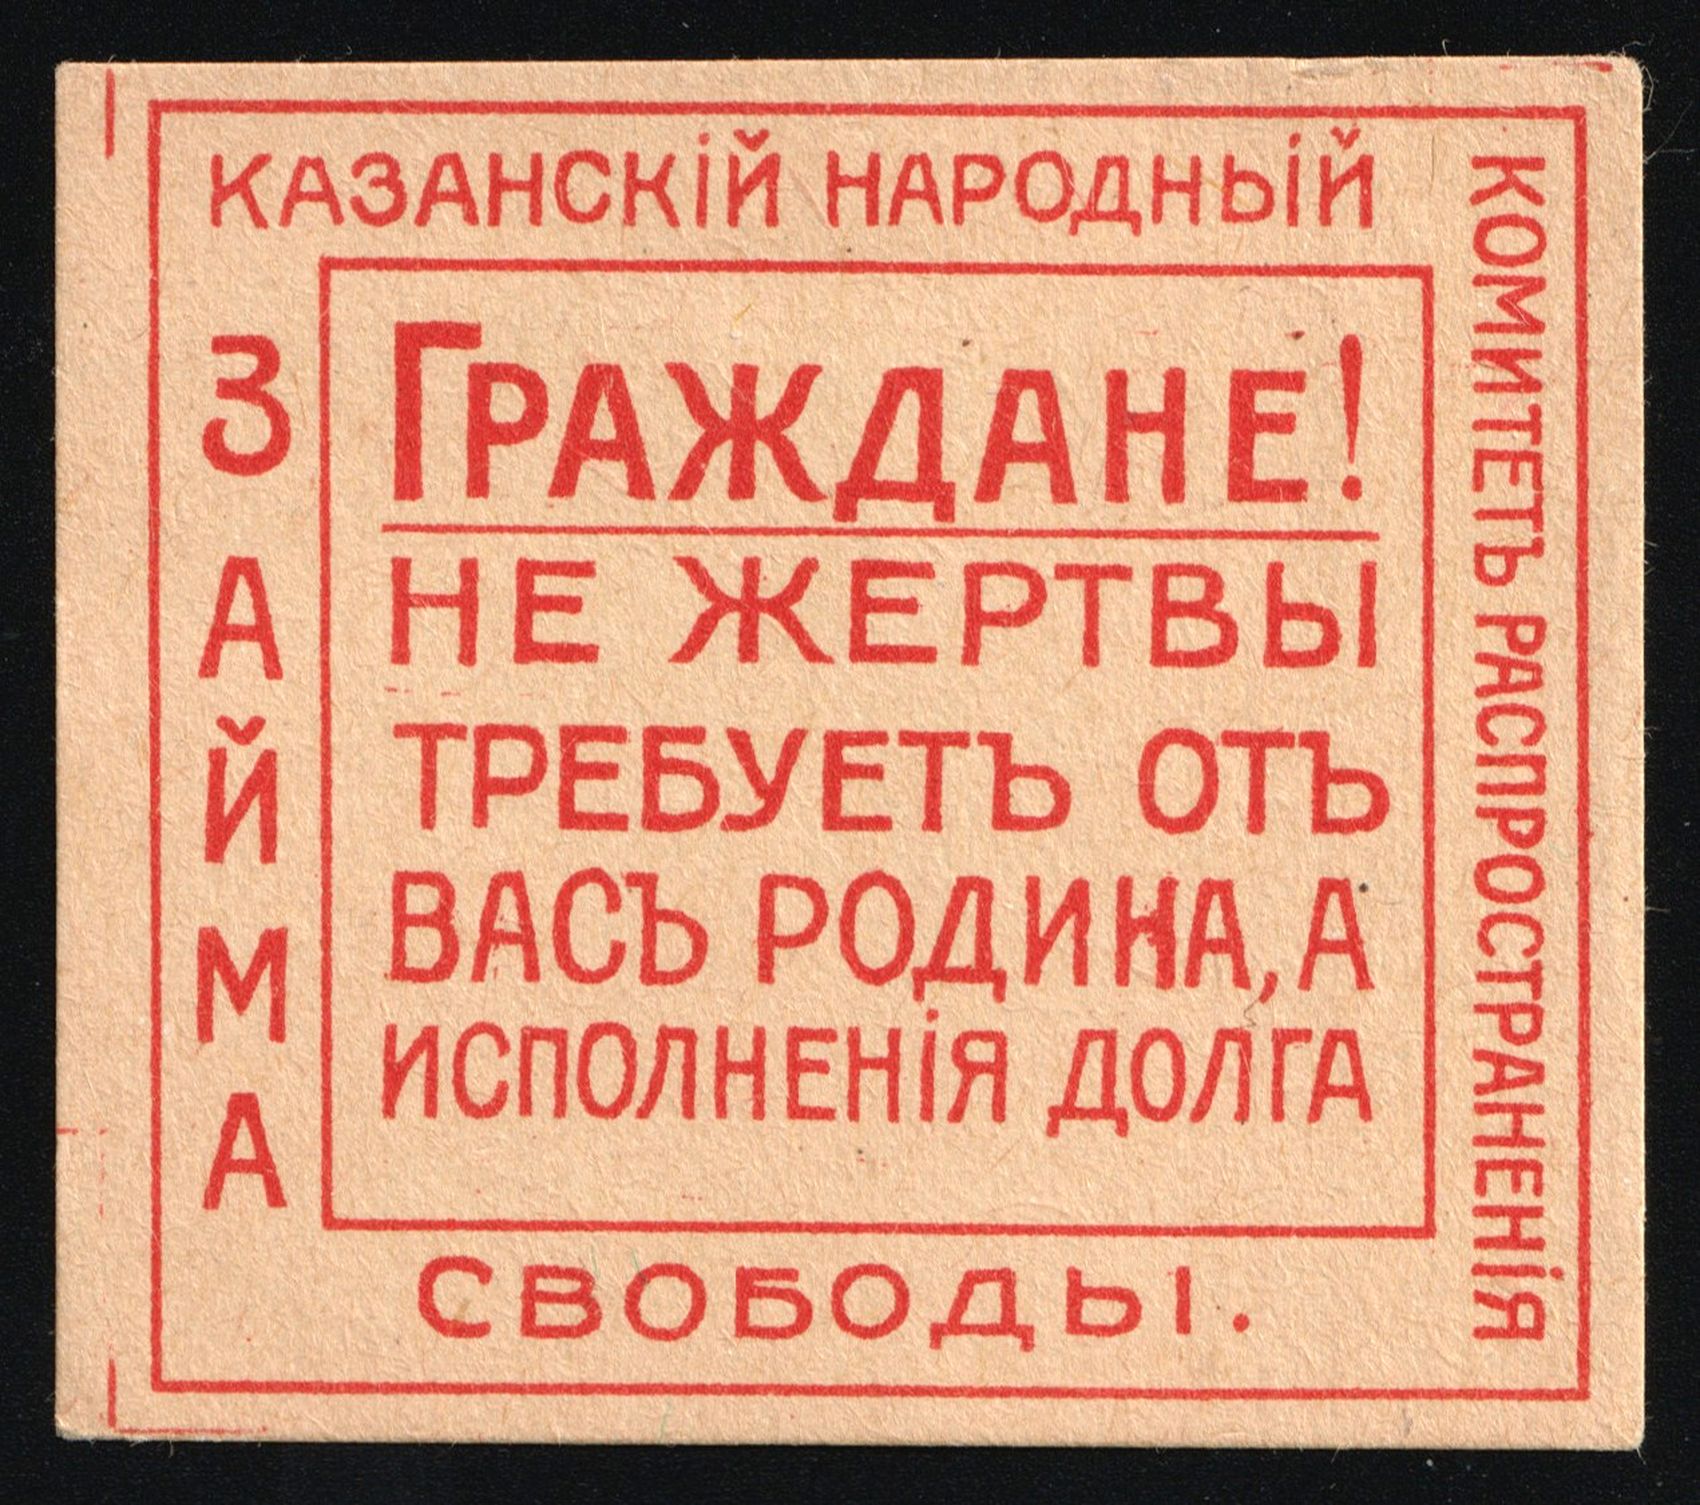 КАЗАНСКІЙ НАРОДНЫЙ
КОМИТЕТЪ РАСПРОСТРАНЕНІЯ
ЗАЙМА
СВОБОДЫ.
ГРАЖДАНЕ!
НЕ ЖЕРТВЫ
ТРЕБУЕТЪ ОТЪ
ВАСЪ РОДИНА, А
ИСПОЛНЕНІЯ ДОЛГА